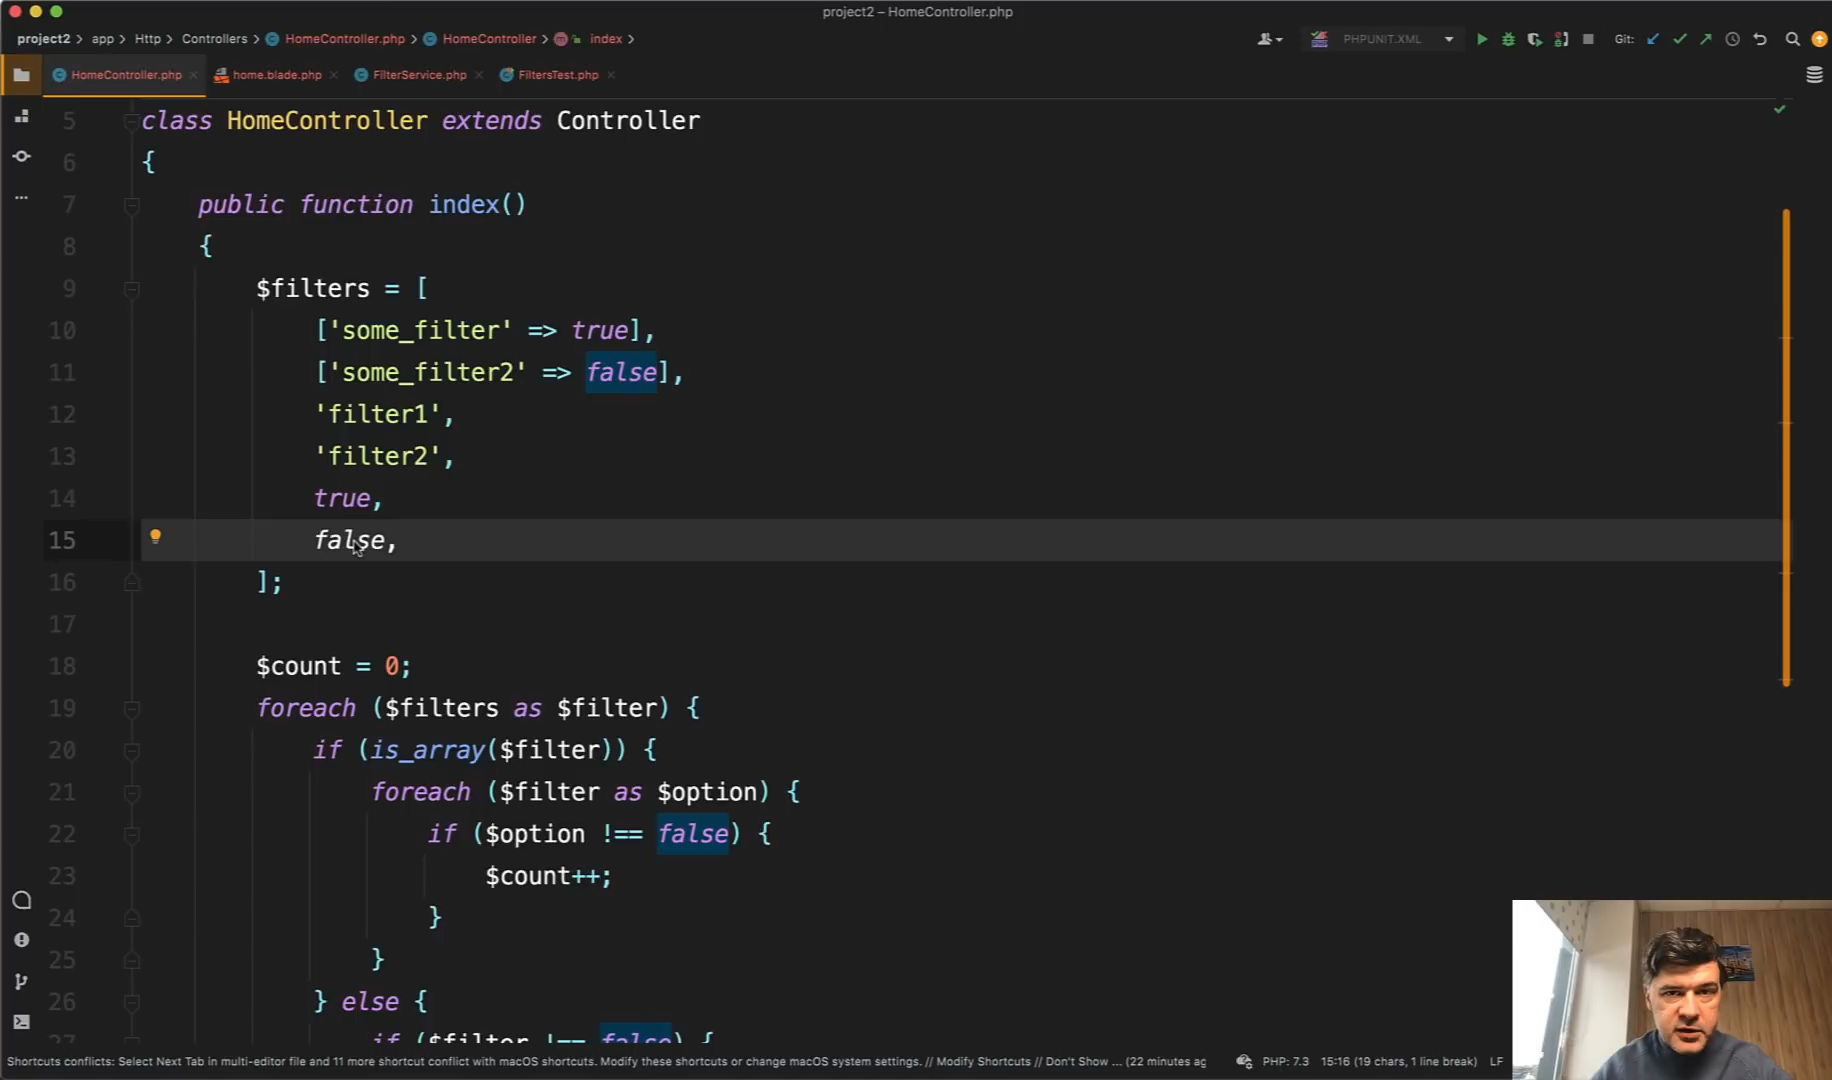 project2 – HomeController.php
project2 > app > Http > Controllers > HomeController.php > HomeController > index >
PHPUNIT.XML
Git:
HomeController.php
home.blade.php
FilterService.php
FiltersTest.php
5 class HomeController extends Controller
6 {
7 public function index()
8 {
9 $filters = [
10 ['some_filter' => true],
11 ['some_filter2' => false],
12 'filter1',
13 'filter2',
14 true,
15 false,
16 ];
17
18 $count = 0;
19 foreach ($filters as $filter) {
20 if (is_array($filter)) {
21 foreach ($filter as $option) {
22 if ($option !== false) {
23 $count++;
24 }
25 }
26 } else {
27 if ($filter !== false) {
Shortcuts conflicts: Select Next Tab in multi-editor file and 11 more shortcut conflict with macOS shortcuts. Modify these shortcuts or change macOS system settings. // Modify Shortcuts // Don't Show ... (22 minutes ag
PHP: 7.3 15:16 (19 chars, 1 line break) LF